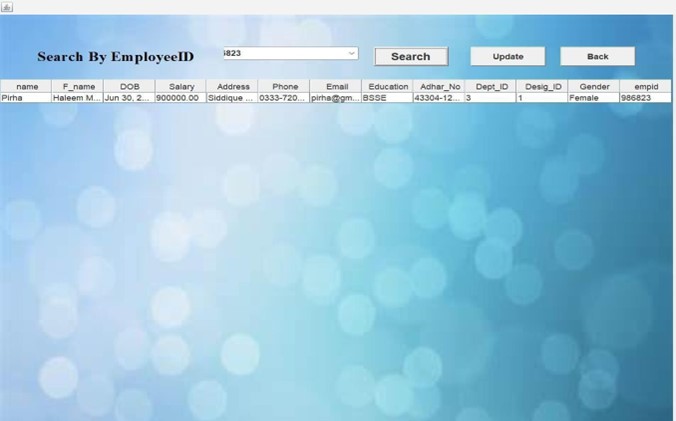 Search By EmployeeID 6823 Search Update Back
name F_name DOB Salary Address Phone Email Education Adhar_No Dept_ID Desig_ID Gender empid
Pirha Haleem M... Jun 30, 2... 900000.00 Siddique ... 0333-720... pirha@gm... BSSE 43304-12... 3 1 Female 986823